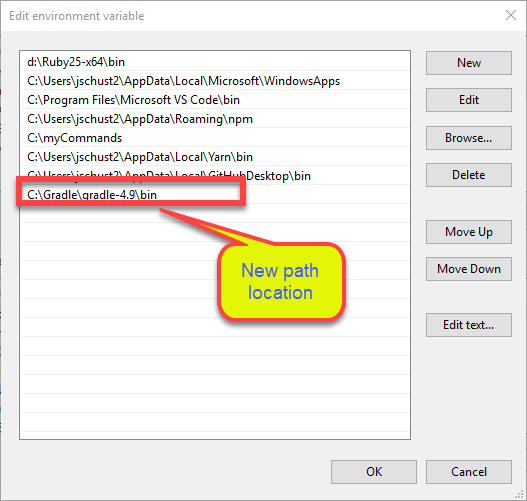 Edit environment variable
d:\Ruby25-x64\bin
C:\Users\jschust2\AppData\Local\Microsoft\WindowsApps
C:\Program Files\Microsoft VS Code\bin
C:\Users\jschust2\AppData\Roaming\npm
C:\myCommands
C:\Users\jschust2\AppData\Local\Yarn\bin
C:\Users\jschust2\AppData\Local\GitHubDesktop\bin
C:\Gradle\gradle-4.9\bin
New path
location
New
Edit
Browse...
Delete
Move Up
Move Down
Edit text...
OK
Cancel